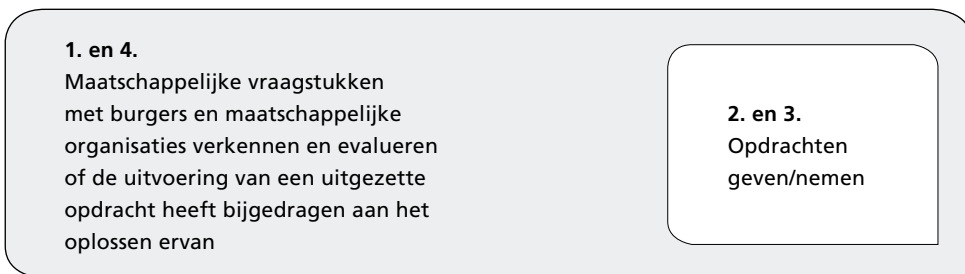 1. en 4.
Maatschappelijke vraagstukken
met burgers en maatschappelijke
organisaties verkennen en evalueren
of de uitvoering van een uitgezette
opdracht heeft bijgedragen aan het
oplossen ervan
2. en 3.
Opdrachten
geven/nemen